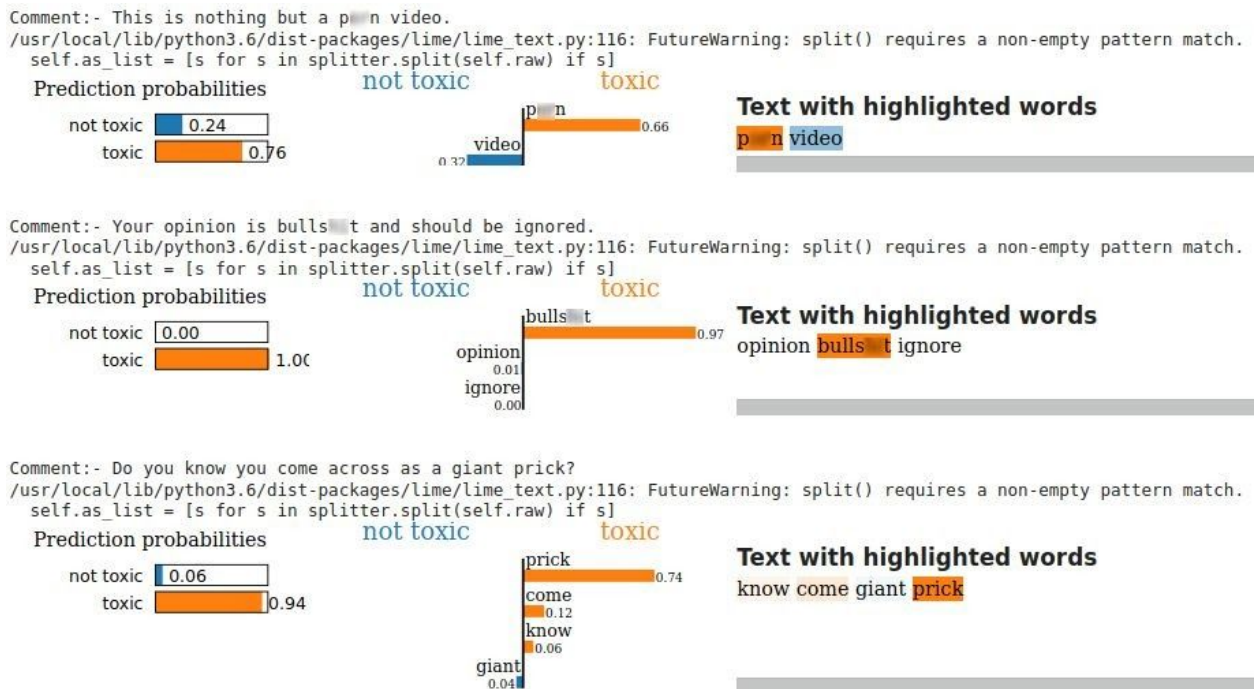 Comment:- This is nothing but a p n video.
/usr/local/lib/python3.6/dist-packages/lime/lime_text.py:116: FutureWarning: split() requires a non-empty pattern match.
self.as_list = [s for s in splitter.split(self.raw) if s]
Prediction probabilities
not toxic 0.24
toxic 0.76
not toxic toxic
p n
0.66
video
0.32
Text with highlighted words
p n video
Comment:- Your opinion is bulls t and should be ignored.
/usr/local/lib/python3.6/dist-packages/lime/lime_text.py:116: FutureWarning: split() requires a non-empty pattern match.
self.as_list = [s for s in splitter.split(self.raw) if s]
Prediction probabilities
not toxic 0.00
toxic 1.00
not toxic toxic
bulls t
0.97
opinion
0.01
ignore
0.00
Text with highlighted words
opinion bulls t ignore
Comment:- Do you know you come across as a giant prick?
/usr/local/lib/python3.6/dist-packages/lime/lime_text.py:116: FutureWarning: split() requires a non-empty pattern match.
self.as_list = [s for s in splitter.split(self.raw) if s]
Prediction probabilities
not toxic 0.06
toxic 0.94
not toxic toxic
prick
0.74
come
0.12
know
0.06
giant
0.04
Text with highlighted words
know come giant prick